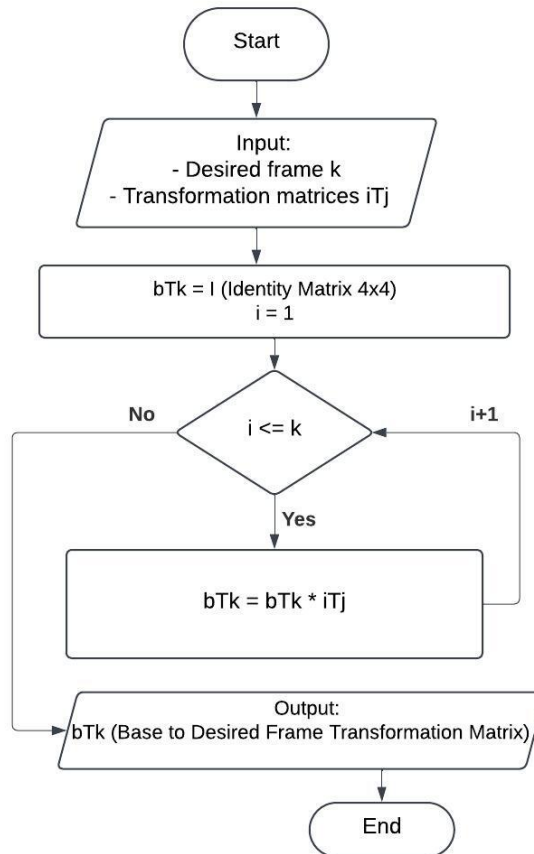 Start
Input:
- Desired frame k
- Transformation matrices iTj
bTk = I (Identity Matrix 4x4)
i = 1
No
i <= k
i+1
Yes
bTk = bTk * iTj
Output:
bTk (Base to Desired Frame Transformation Matrix)
End